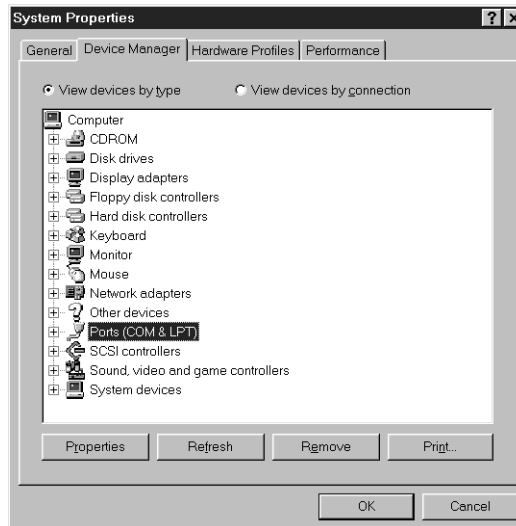 System Properties
General Device Manager Hardware Profiles Performance
View devices by type View devices by connection
Computer
CDROM
Disk drives
Display adapters
Floppy disk controllers
Hard disk controllers
Keyboard
Monitor
Mouse
Network adapters
Other devices
Ports (COM & LPT)
SCSI controllers
Sound, video and game controllers
System devices
Properties Refresh Remove Print...
OK Cancel